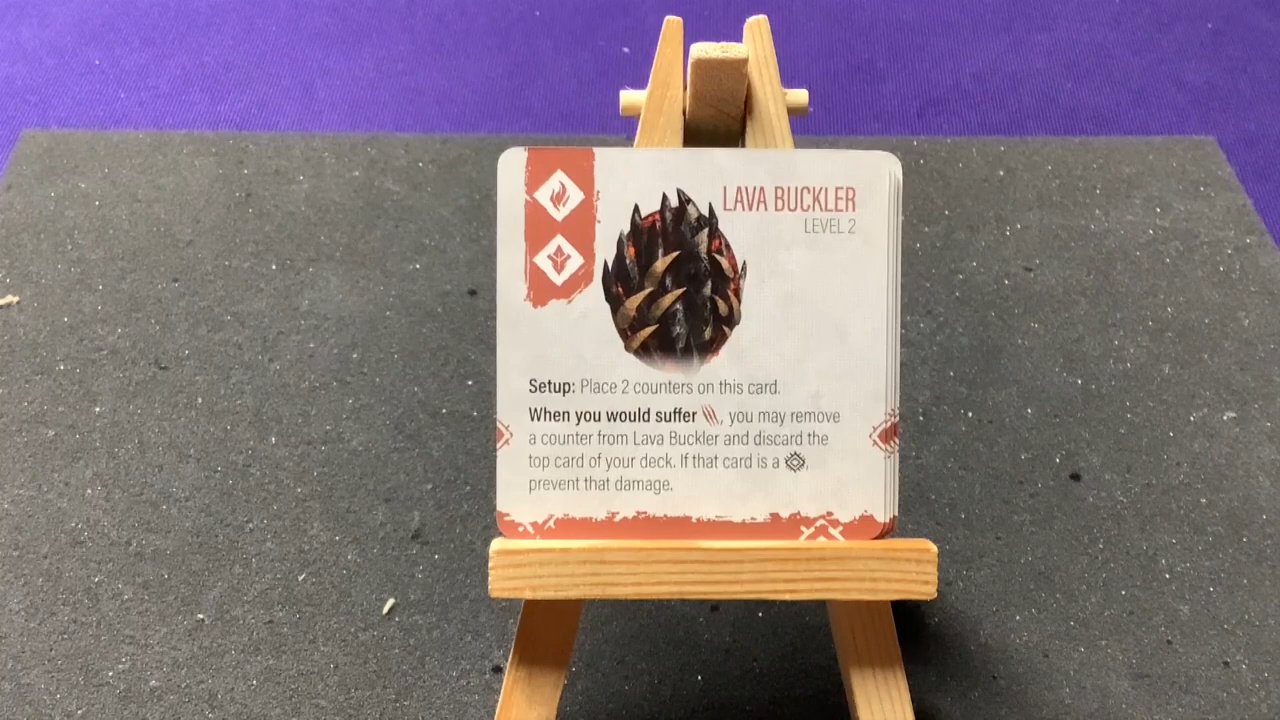 LAVA BUCKLER
LEVEL 2
Setup: Place 2 counters on this card.
When you would suffer , you may remove
a counter from Lava Buckler and discard the
top card of your deck. If that card is a ,
prevent that damage.